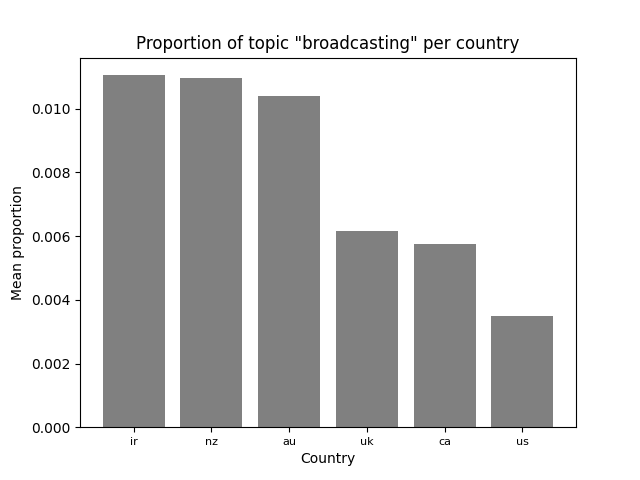 Proportion of topic "broadcasting" per country
0.010
0.008
0.006
0.004
0.002
0.000
Mean proportion
ir nz au uk ca us
Country